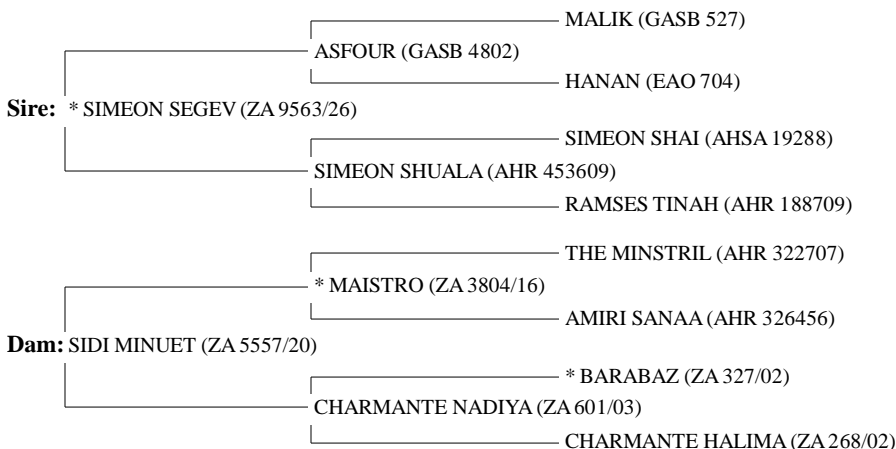 MALIK (GASB 527)
ASFOUR (GASB 4802)
HANAN (EAO 704)
Sire: * SIMEON SEGEV (ZA 9563/26)
SIMEON SHAI (AHSA 19288)
SIMEON SHUALA (AHR 453609)
RAMSES TINAH (AHR 188709)
THE MINSTRIL (AHR 322707)
* MAISTRO (ZA 3804/16)
AMIRI SANAA (AHR 326456)
Dam: SIDI MINUET (ZA 5557/20)
* BARABAZ (ZA 327/02)
CHARMANTE NADIYA (ZA 601/03)
CHARMANTE HALIMA (ZA 268/02)